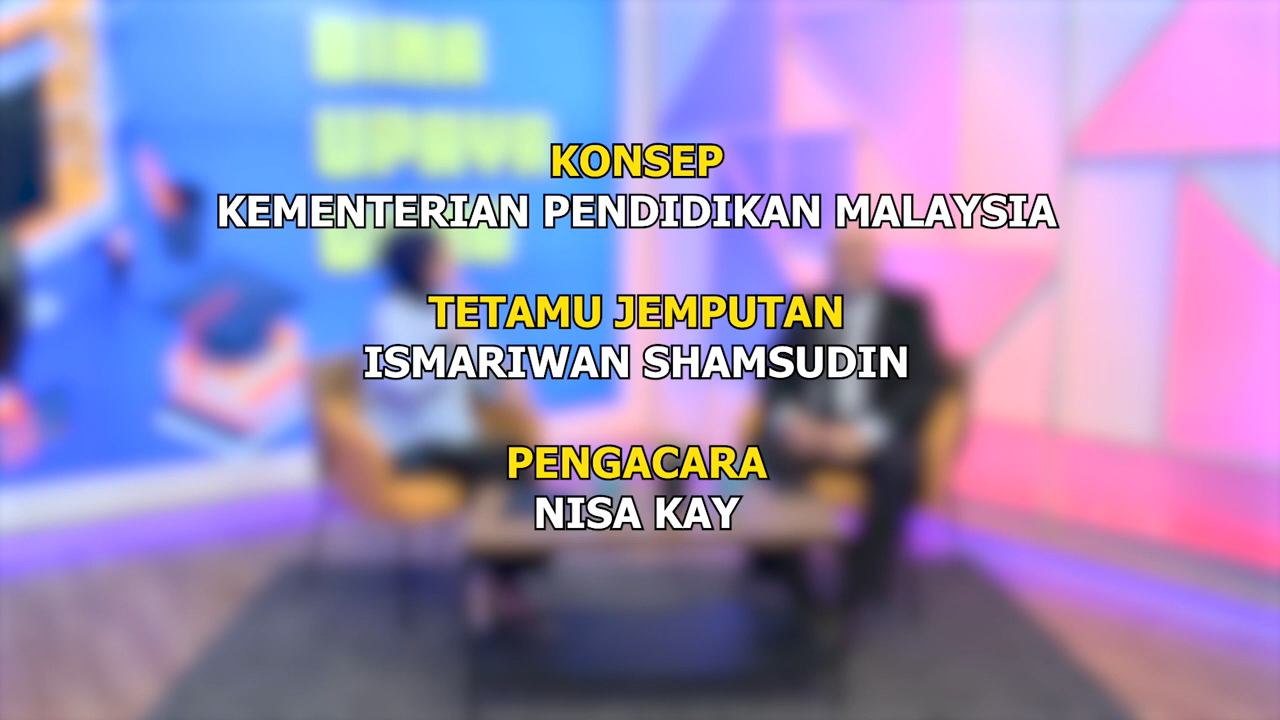 KONSEP
KEMENTERIAN PENDIDIKAN MALAYSIA
TETAMU JEMPUTAN
ISMARIWAN SHAMSUDIN
PENGACARA
NISA KAY